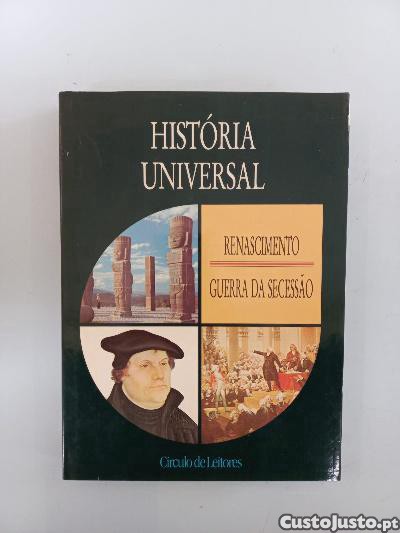 HISTÓRIA
UNIVERSAL
RENASCIMENTO
GUERRA DA SECESSÃO
Círculo de Leitores
CustoJusto.pt